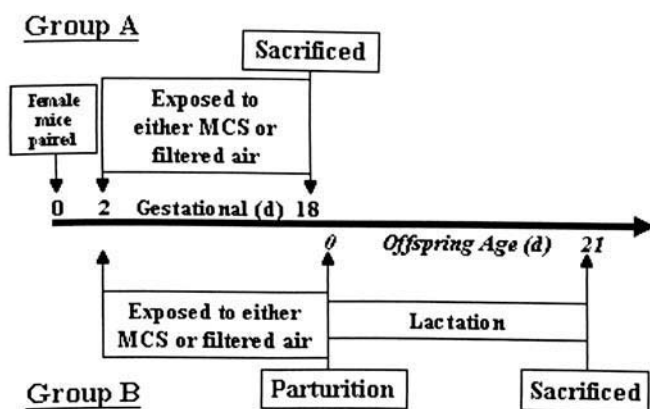 Group A
Sacrificed
Female
mice
paired
Exposed to
either MCS or
filtered air
0 2 Gestational (d) 18
0 Offspring Age (d) 21
Exposed to either
MCS or filtered air
Lactation
Parturition
Sacrificed
Group B